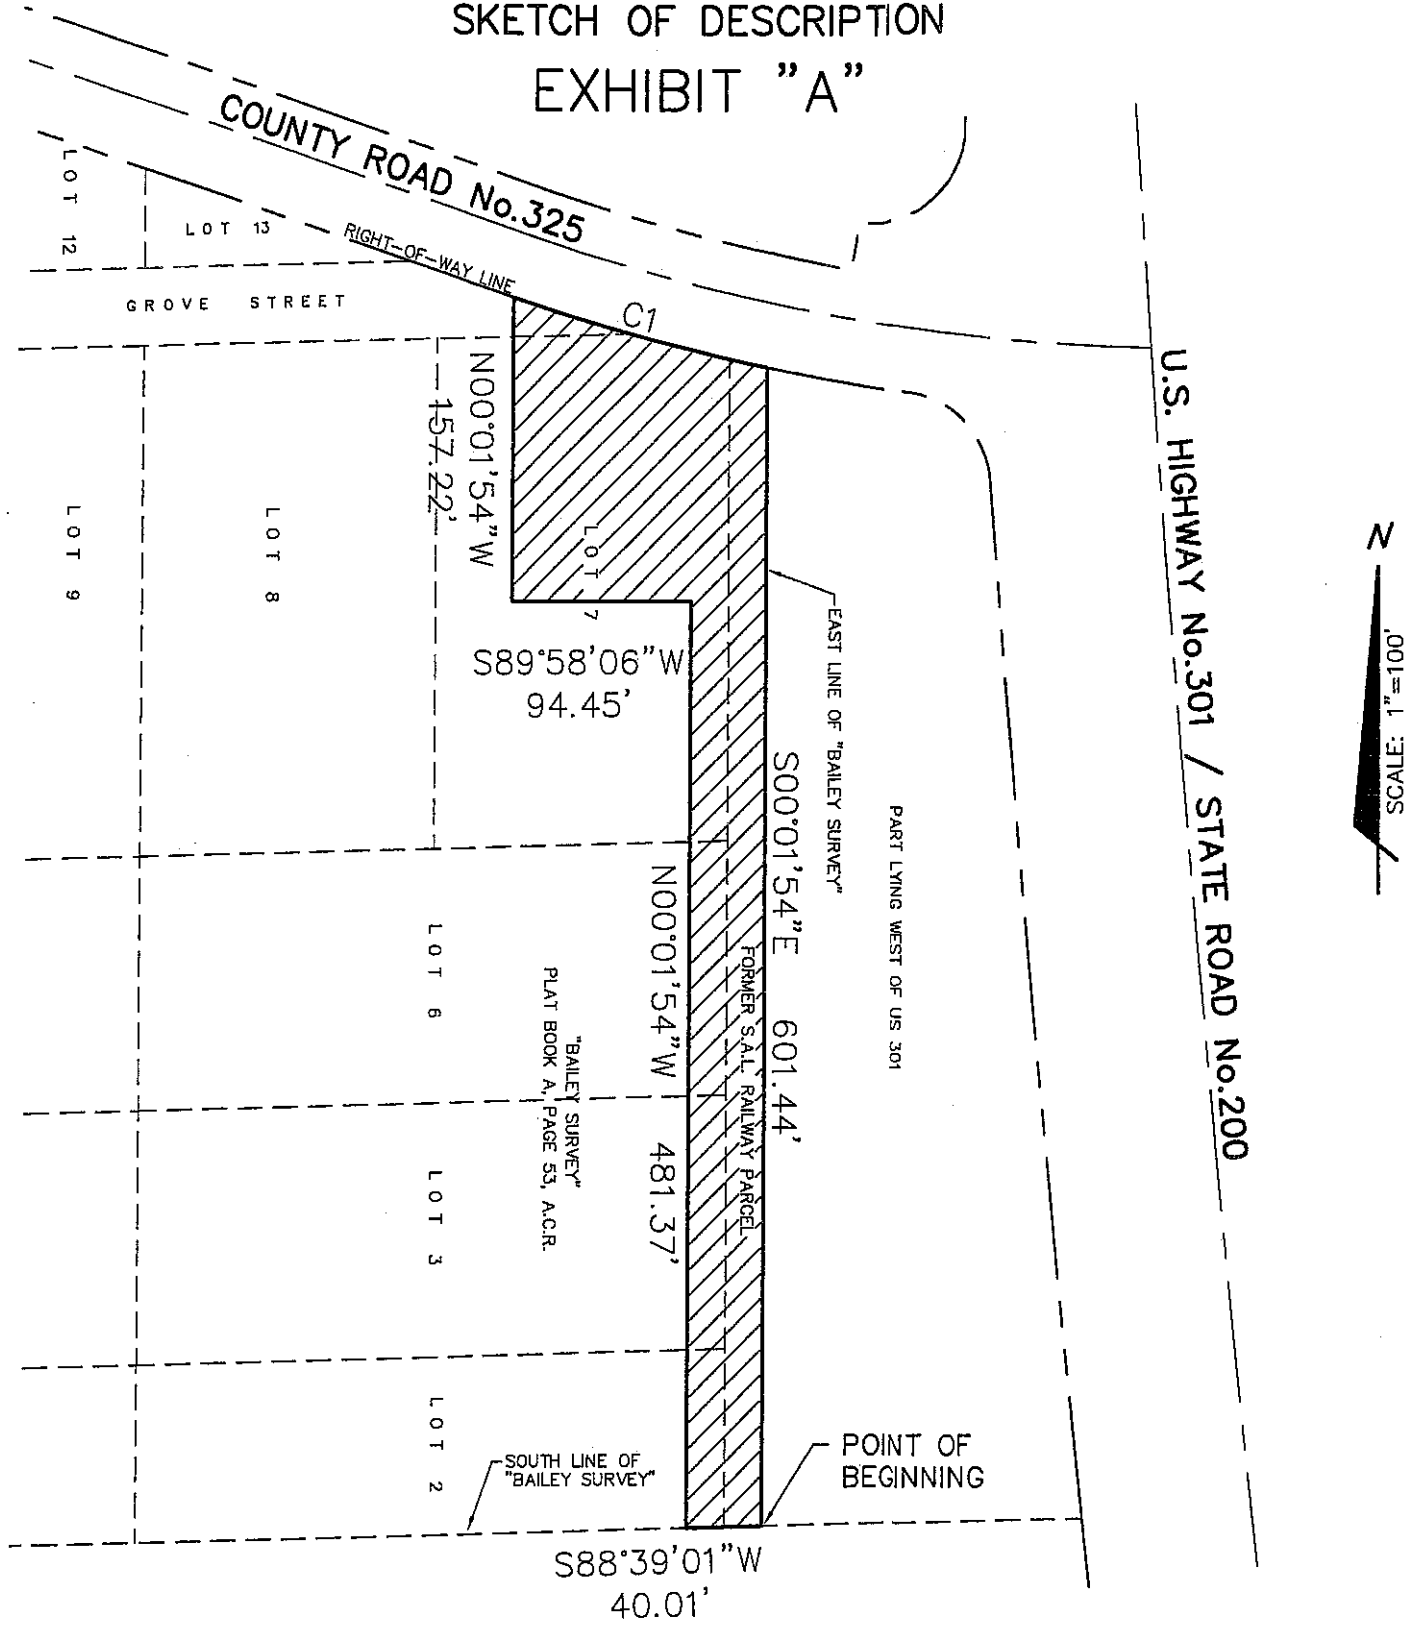 SKETCH OF DESCRIPTION
EXHIBIT "A"
COUNTY ROAD No.325
LOT 12
LOT 13
RIGHT-OF-WAY LINE
GROVE STREET
C1
N00°01'54"W
157.22'
LOT 9
LOT 8
LOT 7
S89°58'06"W
94.45'
EAST LINE OF "BAILEY SURVEY"
S00°01'54"E 601.44'
PART LYING WEST OF US 301
U.S. HIGHWAY No.301 / STATE ROAD No.200
N
SCALE: 1"=100'
LOT 6
N00°01'54"W 481.37'
FORMER S.A.L. RAILWAY PARCEL
"BAILEY SURVEY"
PLAT BOOK A, PAGE 53, A.C.R.
LOT 3
LOT 2
SOUTH LINE OF
"BAILEY SURVEY"
POINT OF
BEGINNING
S88°39'01"W
40.01'